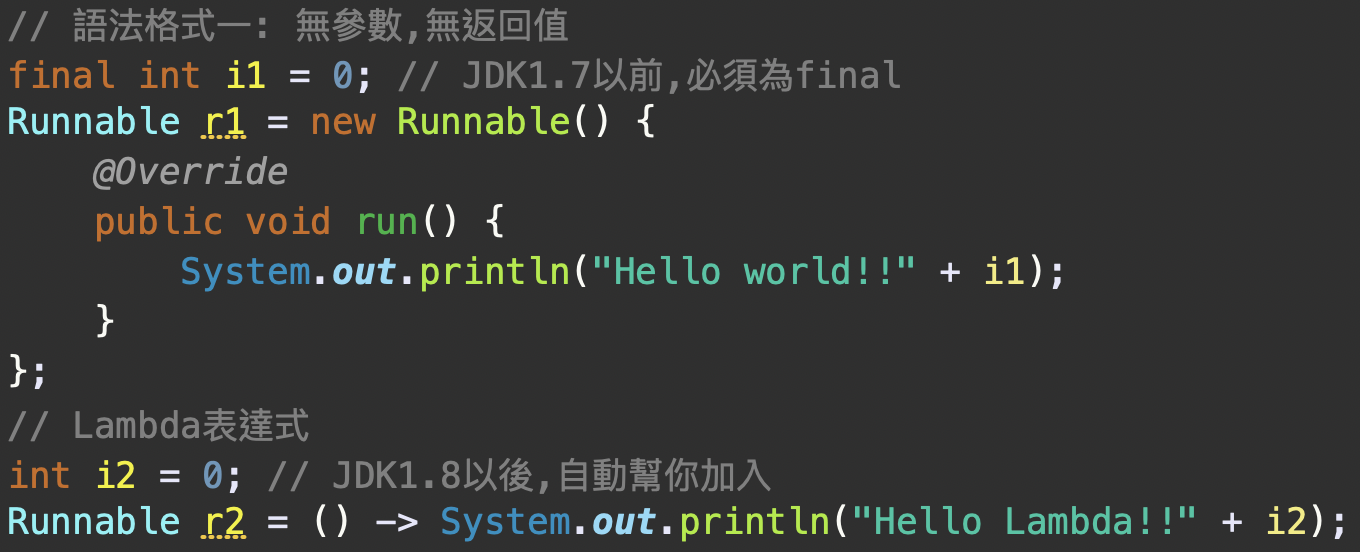 // 語法格式一: 無參數,無返回值
final int i1 = 0; // JDK1.7以前,必須為final
Runnable r1 = new Runnable() {
    @Override
    public void run() {
        System.out.println("Hello world!!" + i1);
    }
};
// Lambda表達式
int i2 = 0; // JDK1.8以後,自動幫你加入
Runnable r2 = () -> System.out.println("Hello Lambda!!" + i2);